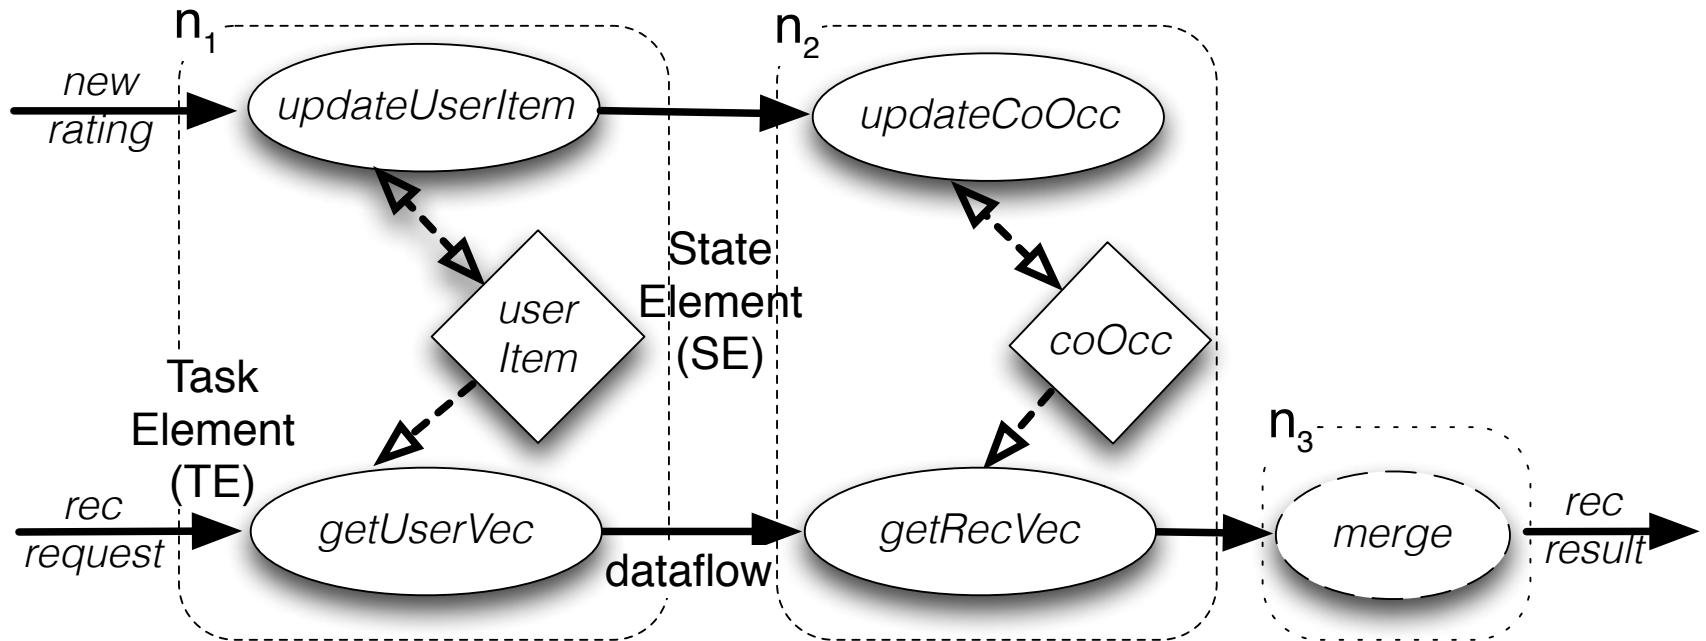 n1
n2
new
rating
updateUserItem
updateCoOcc
State
Element
(SE)
user
Item
coOcc
Task
Element
(TE)
n3
rec
request
getUserVec
dataflow
getRecVec
merge
rec
result